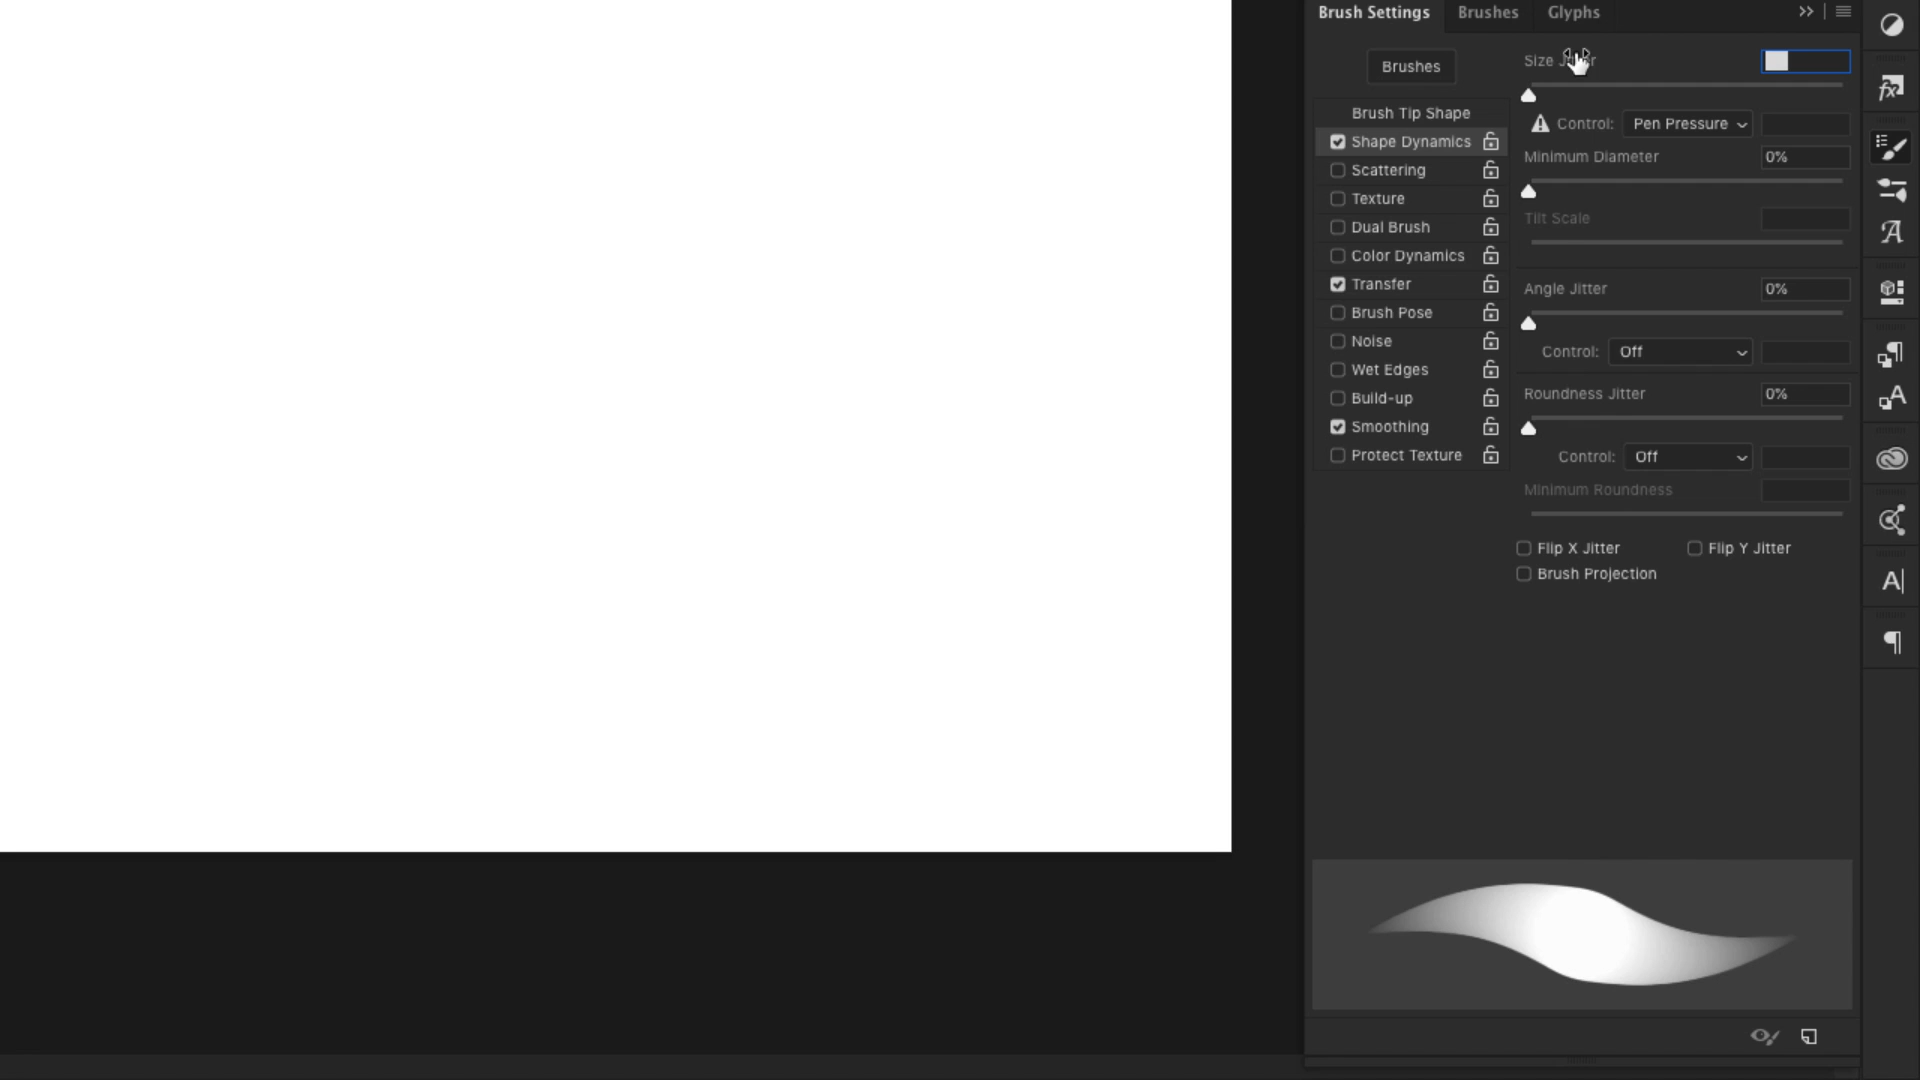 Brush Settings Brushes Glyphs
Brushes
Size Jitter
Brush Tip Shape
Control: Pen Pressure
Shape Dynamics
Minimum Diameter 0%
Scattering
Texture
Tilt Scale
Dual Brush
Color Dynamics
Transfer
Angle Jitter 0%
Brush Pose
Noise
Control: Off
Wet Edges
Build-up
Roundness Jitter 0%
Smoothing
Protect Texture
Control: Off
Minimum Roundness
Flip X Jitter Flip Y Jitter
Brush Projection